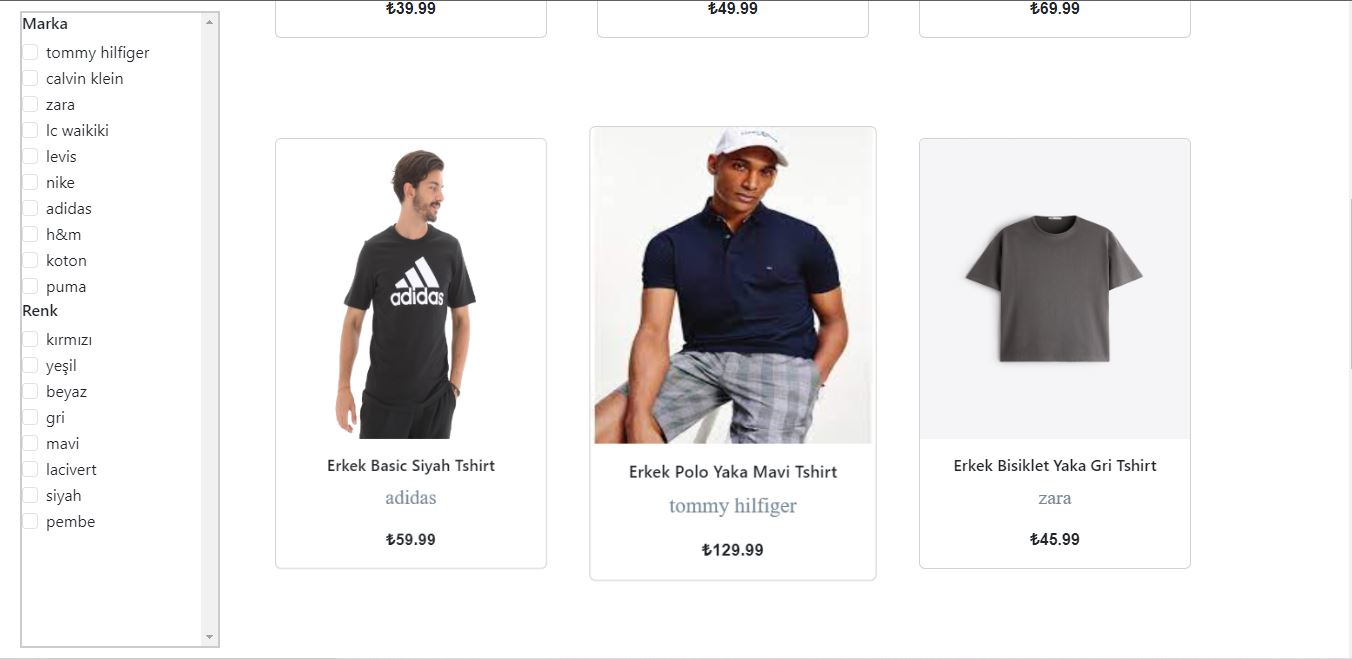 Marka
tommy hilfiger
calvin klein
zara
lc waikiki
levis
nike
adidas
h&m
koton
puma
Renk
kırmızı
yeşil
beyaz
gri
mavi
lacivert
siyah
pembe
₺39.99
₺49.99
₺69.99
adidas
Erkek Basic Siyah Tshirt
adidas
₺59.99
Erkek Polo Yaka Mavi Tshirt
tommy hilfiger
₺129.99
Erkek Bisiklet Yaka Gri Tshirt
zara
₺45.99